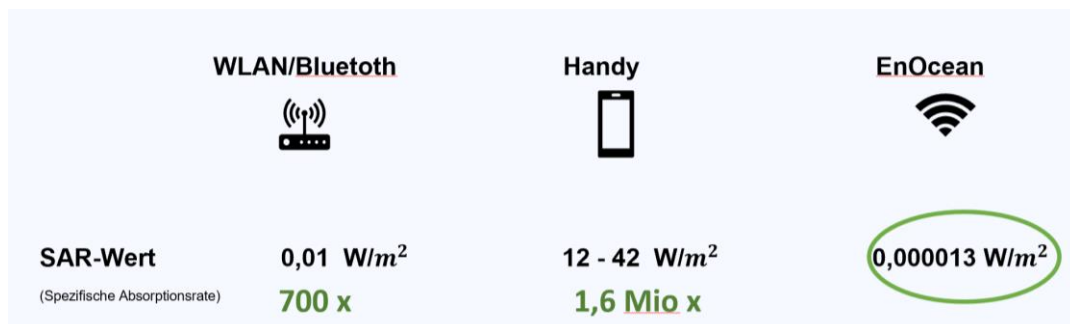 WLAN/Bluetoth Handy EnOcean
SAR-Wert 0,01 W/m² 12 - 42 W/m² 0,000013 W/m²
(Spezifische Absorptionsrate) 700 x 1,6 Mio x